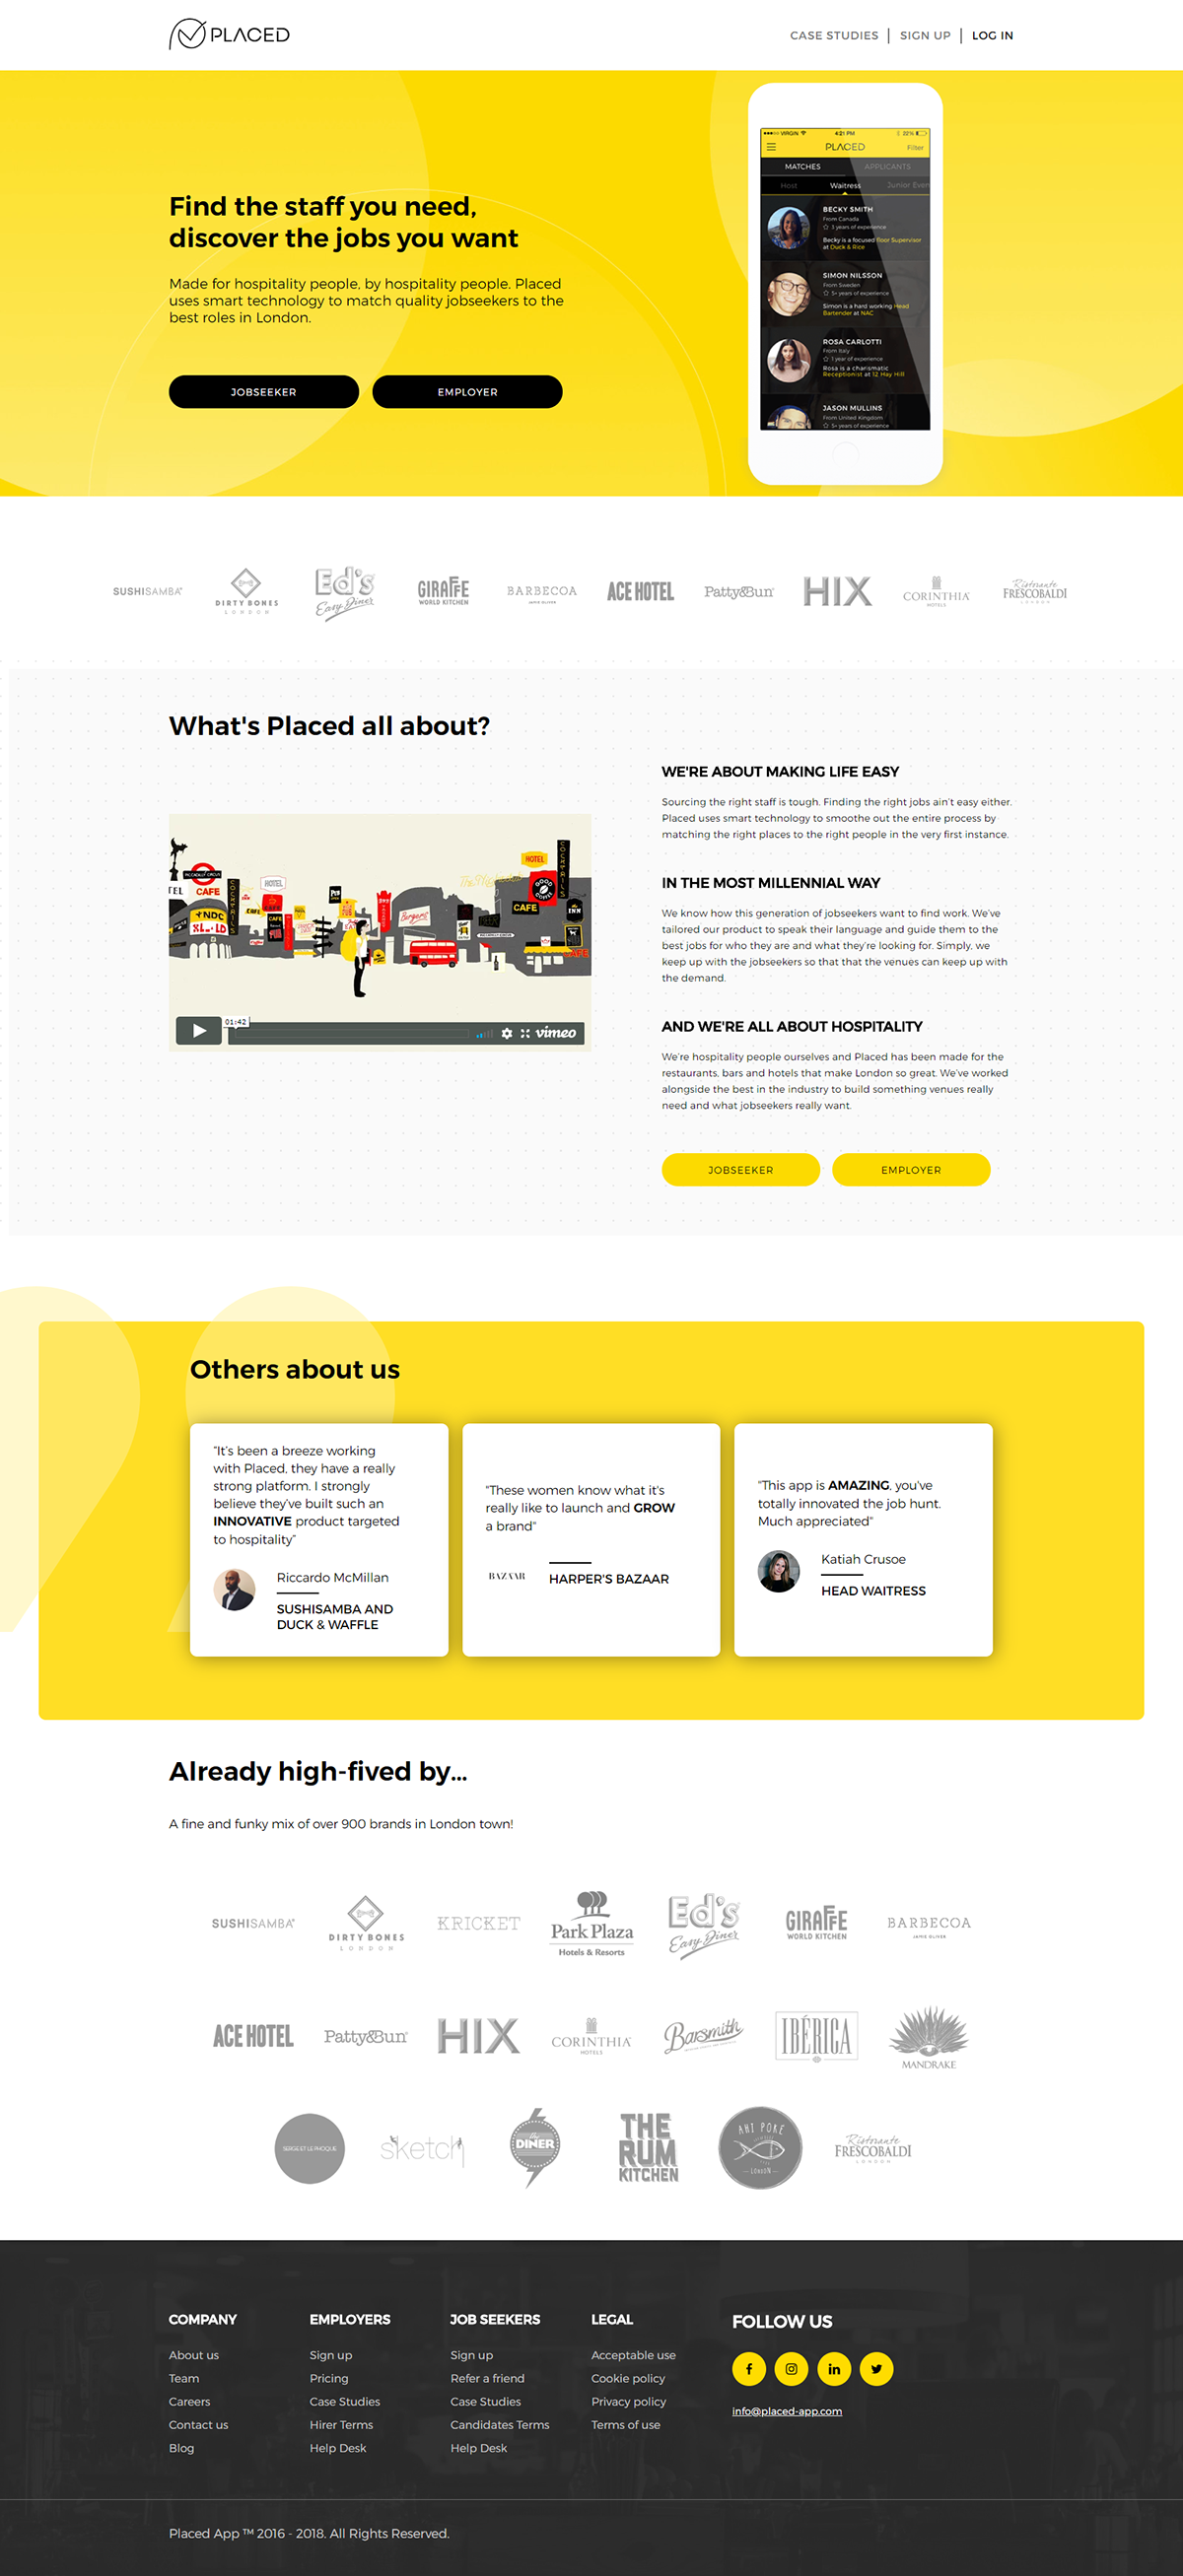 PLACED
CASE STUDIES | SIGN UP | LOG IN
Find the staff you need,
discover the jobs you want
Made for hospitality people, by hospitality people. Placed
uses smart technology to match quality jobseekers to the
best roles in London.
JOBSEEKER
EMPLOYER
VIRGIN 4:21 PM 22%
PLACED Filter
MATCHES APPLICANTS
Host Waitress Junior Even
BECKY SMITH
From Canada
3 years of experience
Becky is a focused floor Supervisor
at Duck & Rice
SIMON NILSSON
From Sweden
5+ years of experience
Simon is a hard working Head
Bartender at NAC
ROSA CARLOTTI
From Italy
1 year of experience
Rosa is a charismatic
Receptionist at 12 Hay Hill
JASON MULLINS
From United Kingdom
5+ years of experience
SUSHISAMBA
DIRTY BONES
LONDON
Ed's
Easy Diner
GIRAFFE
WORLD KITCHEN
BARBECOA
JAMIE OLIVER
ACE HOTEL
Patty&Bun
HIX
CORINTHIA
HOTELS
Ristorante
FRESCOBALDI
LONDON
What's Placed all about?
PICCADILLY CIRCUS
HOTEL
CAFE
COCKTAILS
NDC
Burgers
HOTEL
GOOD
COFFEE
CAFE
INN
COCKTAILS
CAFE
01:42
vimeo
WE'RE ABOUT MAKING LIFE EASY
Sourcing the right staff is tough. Finding the right jobs ain't easy either.
Placed uses smart technology to smoothe out the entire process by
matching the right places to the right people in the very first instance.
IN THE MOST MILLENNIAL WAY
We know how this generation of jobseekers want to find work. We've
tailored our product to speak their language and guide them to the
best jobs for who they are and what they're looking for. Simply, we
keep up with the jobseekers so that that the venues can keep up with
the demand.
AND WE'RE ALL ABOUT HOSPITALITY
We're hospitality people ourselves and Placed has been made for the
restaurants, bars and hotels that make London so great. We've worked
alongside the best in the industry to build something venues really
need and what jobseekers really want.
JOBSEEKER
EMPLOYER
Others about us
"It's been a breeze working
with Placed, they have a really
strong platform. I strongly
believe they've built such an
INNOVATIVE product targeted
to hospitality"
Riccardo McMillan
SUSHISAMBA AND
DUCK & WAFFLE
"These women know what it's
really like to launch and GROW
a brand"
BAZAAR
HARPER'S BAZAAR
"This app is AMAZING, you've
totally innovated the job hunt.
Much appreciated"
Katiah Crusoe
HEAD WAITRESS
Already high-fived by...
A fine and funky mix of over 900 brands in London town!
SUSHISAMBA
DIRTY BONES
LONDON
KRICKET
Park Plaza
Hotels & Resorts
Ed's
Easy Diner
GIRAFFE
WORLD KITCHEN
BARBECOA
JAMIE OLIVER
ACE HOTEL
Patty&Bun
HIX
CORINTHIA
HOTELS
Barsmith
IBÉRICA
MANDRAKE
SERGE ET LE PHOQUE
sketch
the
DINER
THE
RUM
KITCHEN
AHI POKE
LONDON
Ristorante
FRESCOBALDI
LONDON
COMPANY
About us
Team
Careers
Contact us
Blog
EMPLOYERS
Sign up
Pricing
Case Studies
Hirer Terms
Help Desk
JOB SEEKERS
Sign up
Refer a friend
Case Studies
Candidates Terms
Help Desk
LEGAL
Acceptable use
Cookie policy
Privacy policy
Terms of use
FOLLOW US
info@placed-app.com
Placed App ™ 2016 - 2018. All Rights Reserved.